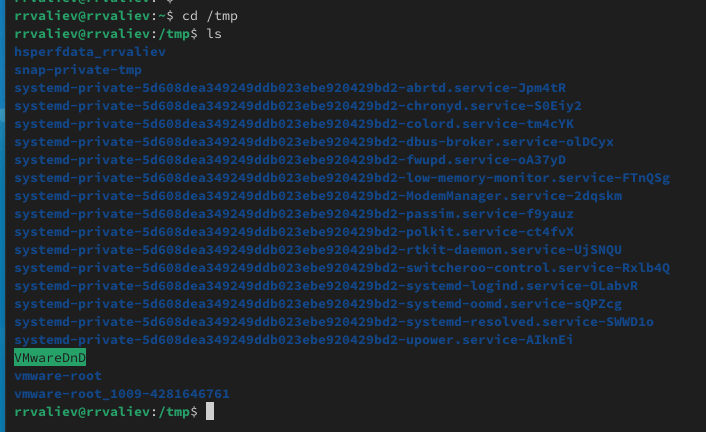 rrvaliev@rrvaliev:~$ cd /tmp
rrvaliev@rrvaliev:/tmp$ ls
hsperfdata_rrvaliev
snap-private-tmp
systemd-private-5d608dea349249ddb023ebe920429bd2-abrtd.service-Jpm4tR
systemd-private-5d608dea349249ddb023ebe920429bd2-chronyd.service-S0Eiy2
systemd-private-5d608dea349249ddb023ebe920429bd2-colord.service-tm4cYK
systemd-private-5d608dea349249ddb023ebe920429bd2-dbus-broker.service-olDCyx
systemd-private-5d608dea349249ddb023ebe920429bd2-fwupd.service-oA37yD
systemd-private-5d608dea349249ddb023ebe920429bd2-low-memory-monitor.service-FTnQSg
systemd-private-5d608dea349249ddb023ebe920429bd2-ModemManager.service-2dqskm
systemd-private-5d608dea349249ddb023ebe920429bd2-passim.service-f9yauz
systemd-private-5d608dea349249ddb023ebe920429bd2-polkit.service-ct4fvX
systemd-private-5d608dea349249ddb023ebe920429bd2-rtkit-daemon.service-UjSNQU
systemd-private-5d608dea349249ddb023ebe920429bd2-switcheroo-control.service-Rxlb4Q
systemd-private-5d608dea349249ddb023ebe920429bd2-systemd-logind.service-OLabvR
systemd-private-5d608dea349249ddb023ebe920429bd2-systemd-oomd.service-sQPZcg
systemd-private-5d608dea349249ddb023ebe920429bd2-systemd-resolved.service-SWWD1o
systemd-private-5d608dea349249ddb023ebe920429bd2-upower.service-AIknEi
VMwareDnD
vmware-root
vmware-root_1009-4281646761
rrvaliev@rrvaliev:/tmp$